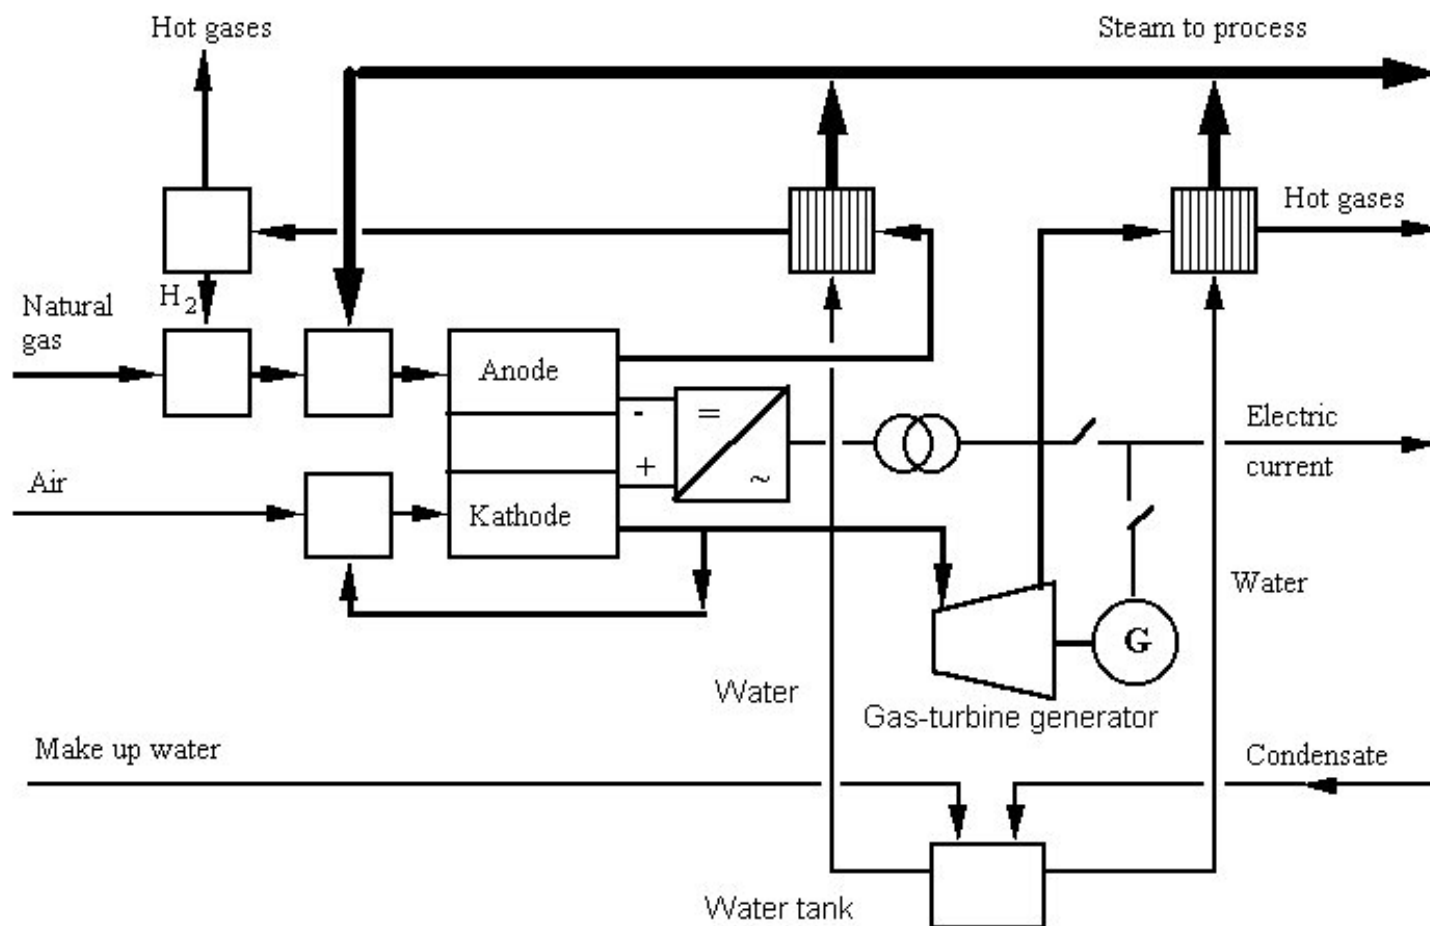 Hot gases
Steam to process
Hot gases
H2
Natural
gas
Anode
-
=
Electric
current
Air
+
~
Kathode
Water
G
Water
Gas-turbine generator
Make up water
Condensate
Water tank